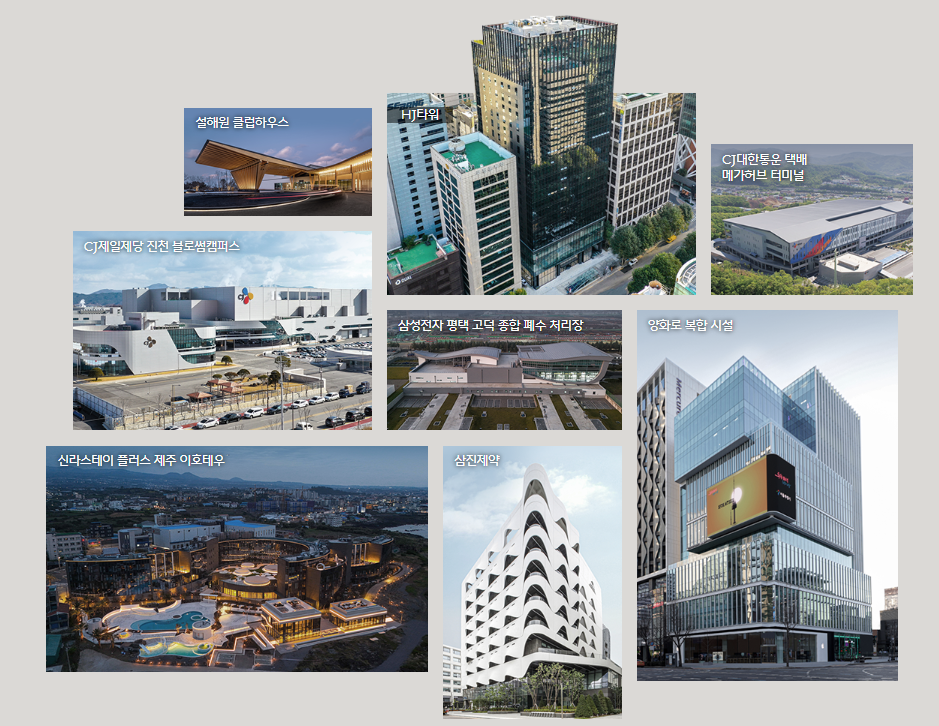 설해원 클럽하우스
HJ타워
CJ대한통운 택배
메가허브 터미널
CJ제일제당 진천 블로썸캠퍼스
삼성전자 평택 고덕 종합 폐수 처리장
양화로 복합 시설
Mercure
신라스테이 플러스 제주 이호테우
삼진제약